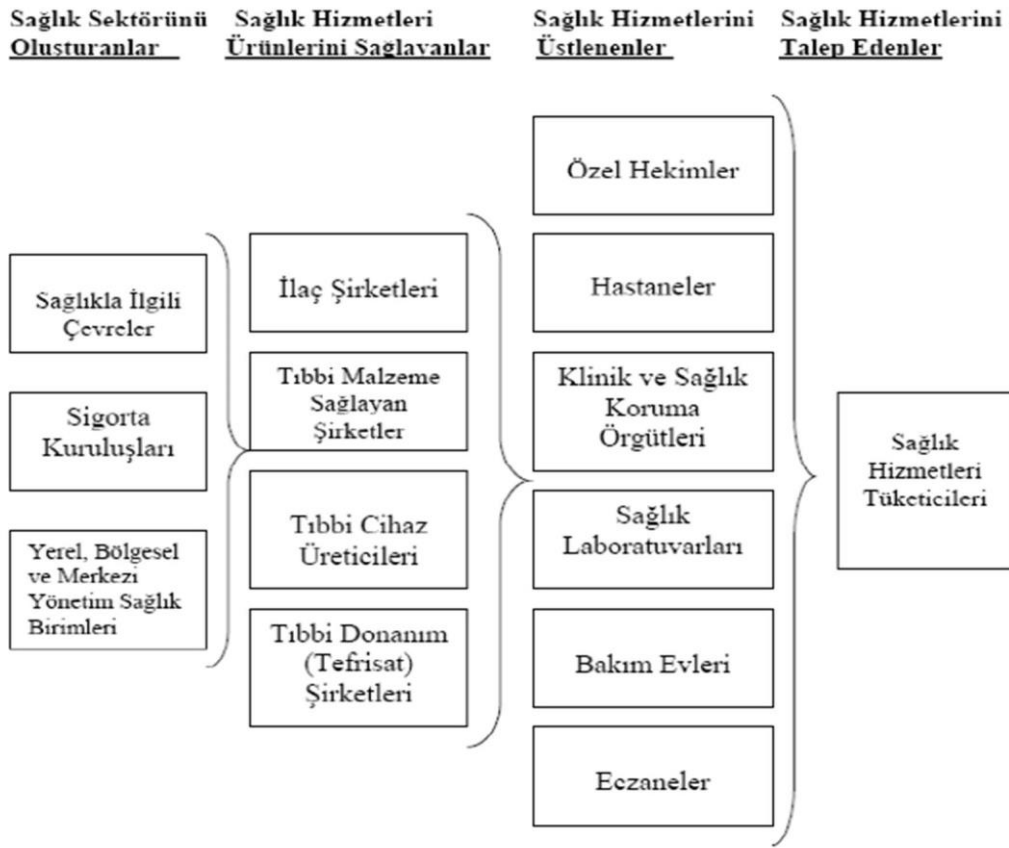 Sağlık Sektörünü
Oluşturanlar
Sağlık Hizmetleri
Ürünlerini Sağlayanlar
Sağlık Hizmetlerini
Üstlenenler
Sağlık Hizmetlerini
Talep Edenler
Sağlıkla İlgili
Çevreler
Sigorta
Kuruluşları
Yerel, Bölgesel
ve Merkezi
Yönetim Sağlık
Birimleri
İlaç Şirketleri
Tıbbi Malzeme
Sağlayan
Şirketler
Tıbbi Cihaz
Üreticileri
Tıbbi Donanım
(Tefrisat)
Şirketleri
Özel Hekimler
Hastaneler
Klinik ve Sağlık
Koruma
Örgütleri
Sağlık
Laboratuvarları
Bakım Evleri
Eczaneler
Sağlık
Hizmetleri
Tüketicileri